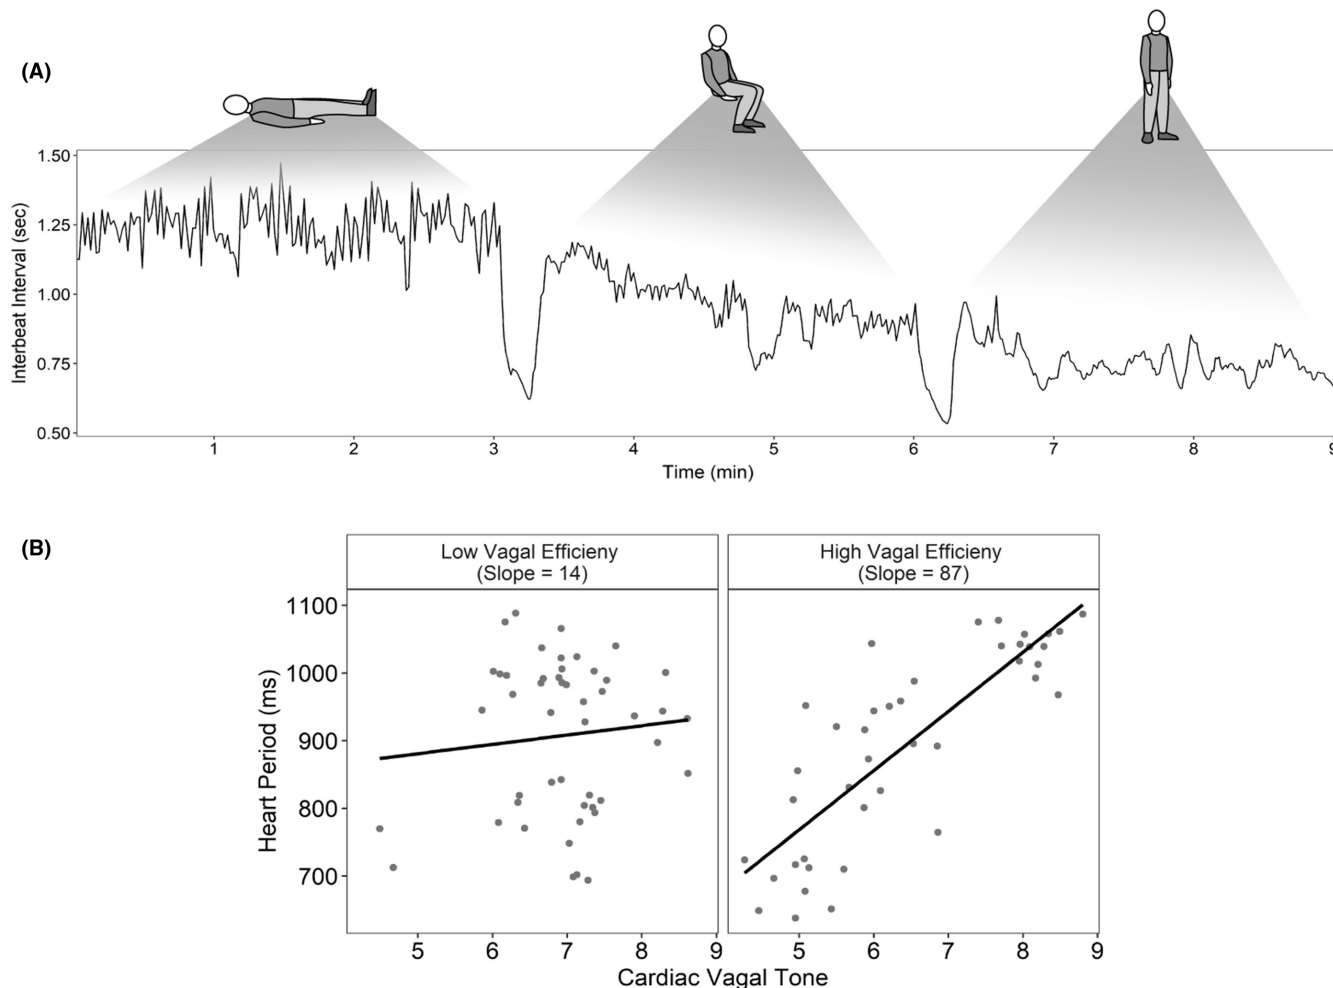 (A)
1.50
1.25
1.00
0.75
0.50
Interbeat Interval (sec)
1 2 3 4 5 6 7 8 9
Time (min)
(B)
Low Vagal Efficieny
(Slope = 14)
High Vagal Efficieny
(Slope = 87)
1100
1000
900
800
700
Heart Period (ms)
5 6 7 8 9 5 6 7 8 9
Cardiac Vagal Tone